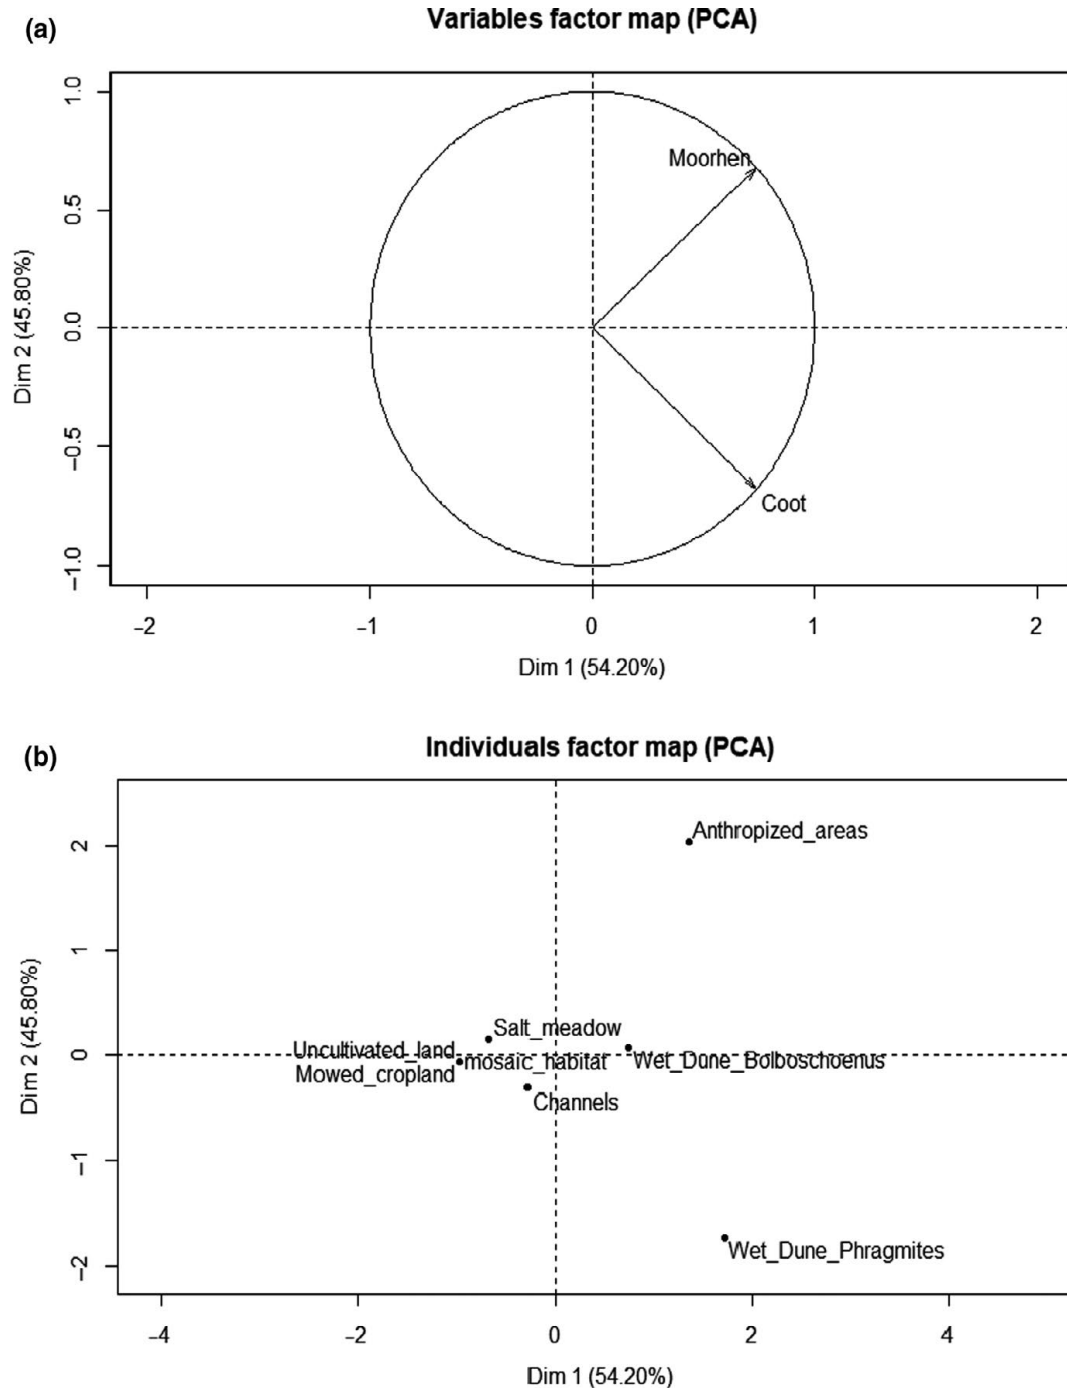 (a)
Variables factor map (PCA)
1.0
0.5
0.0
−0.5
−1.0
Dim 2 (45.80%)
Moorhen
Coot
−2
−1
0
1
2
Dim 1 (54.20%)
(b)
Individuals factor map (PCA)
2
1
0
−1
−2
Dim 2 (45.80%)
Anthropized_areas
Salt_meadow
Uncultivated_land
mosaic_habitat
Wet_Dune_Bolboschoenus
Mowed_cropland
Channels
Wet_Dune_Phragmites
−4
−2
0
2
4
Dim 1 (54.20%)